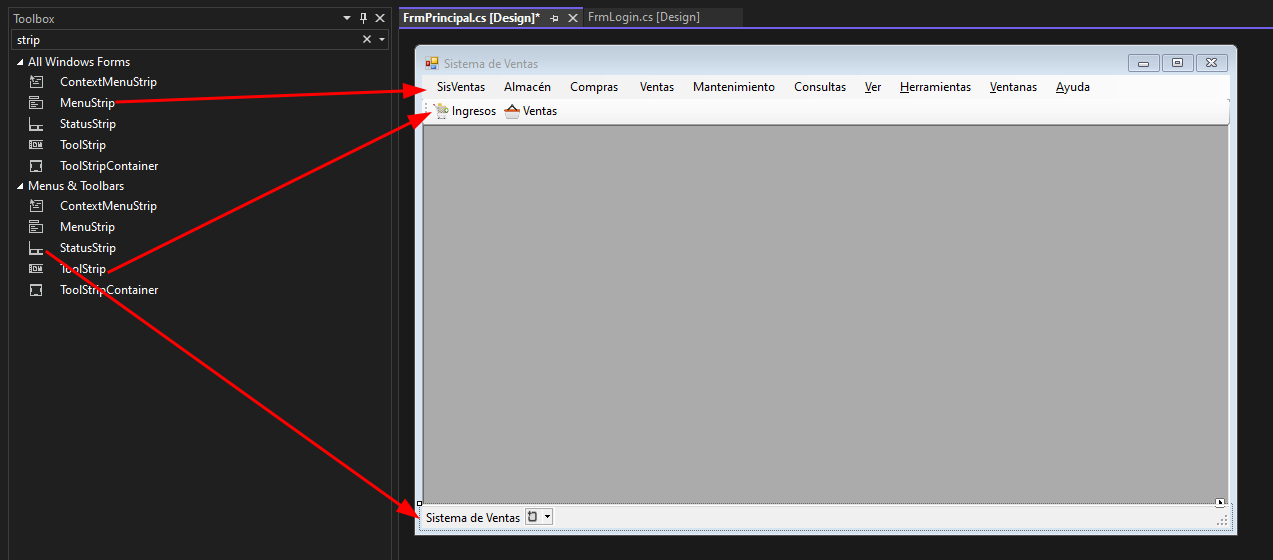 Toolbox
strip
All Windows Forms
ContextMenuStrip
MenuStrip
StatusStrip
ToolStrip
ToolStripContainer
Menus & Toolbars
ContextMenuStrip
MenuStrip
StatusStrip
ToolStrip
ToolStripContainer
FrmPrincipal.cs [Design]* FrmLogin.cs [Design]
Sistema de Ventas
SisVentas Almacén Compras Ventas Mantenimiento Consultas Ver Herramientas Ventanas Ayuda
Ingresos Ventas
Sistema de Ventas